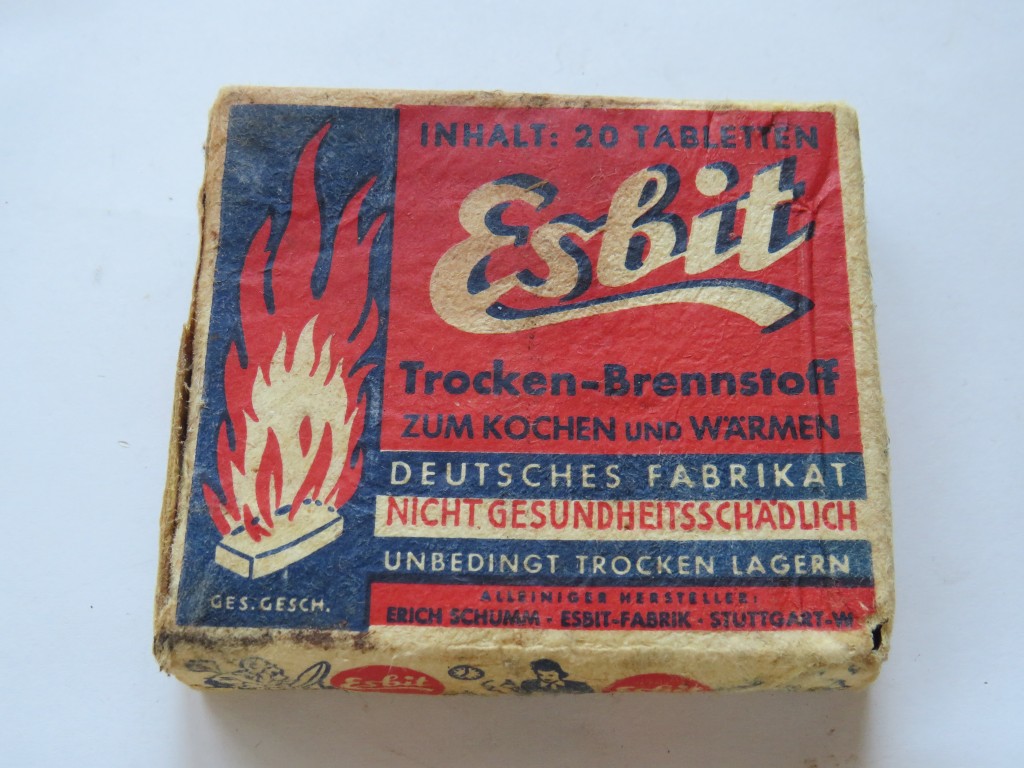 INHALT: 20 TABLETTEN
Esbit
Trocken-Brennstoff
ZUM KOCHEN UND WÄRMEN
DEUTSCHES FABRIKAT
NICHT GESUNDHEITSSCHÄDLICH
UNBEDINGT TROCKEN LAGERN
ALLEINIGER HERSTELLER:
ERICH SCHUMM - ESBIT-FABRIK - STUTTGART-W
GES. GESCH.
Esbit Esbit